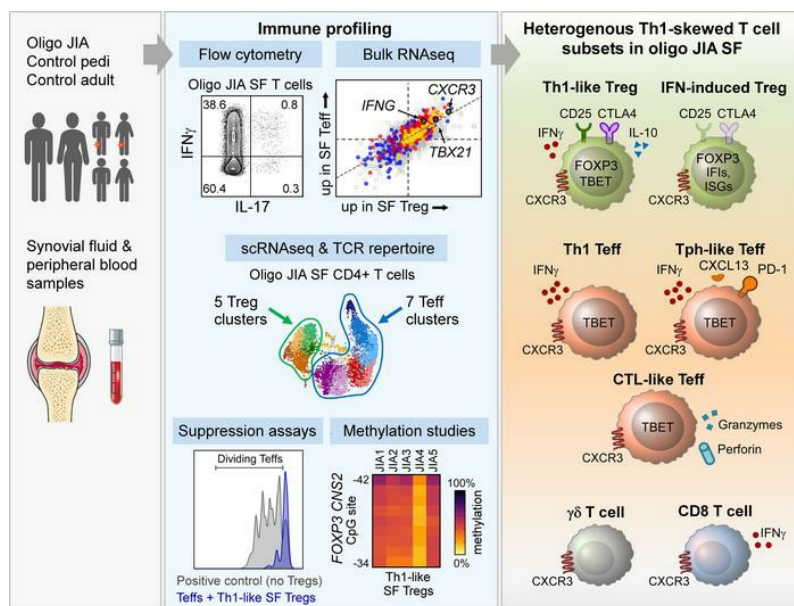 Oligo JIA
Control pedi
Control adult
Synovial fluid &
peripheral blood
samples
Immune profiling
Flow cytometry
Oligo JIA SF T cells
38.6
0.8
60.4
0.3
IFNγ
IL-17
Bulk RNAseq
CXCR3
IFNG
TBX21
up in SF Teff
up in SF Treg
scRNAseq & TCR repertoire
Oligo JIA SF CD4+ T cells
5 Treg
clusters
7 Teff
clusters
Suppression assays
Dividing Teffs
Positive control (no Tregs)
Teffs + Th1-like SF Tregs
Methylation studies
JIA1
JIA2
JIA3
JIA4
JIA5
-42
-34
FOXP3 CNS2
CpG site
100%
0%
methylation
Th1-like
SF Tregs
Heterogenous Th1-skewed T cell
subsets in oligo JIA SF
Th1-like Treg
CD25
CTLA4
IFNγ
IL-10
FOXP3
TBET
CXCR3
IFN-induced Treg
CD25
CTLA4
FOXP3
IFIs,
ISGs
CXCR3
Th1 Teff
IFNγ
TBET
CXCR3
Tph-like Teff
IFNγ
CXCL13
PD-1
TBET
CXCR3
CTL-like Teff
TBET
Granzymes
Perforin
CXCR3
γδ T cell
CXCR3
CD8 T cell
IFNγ
CXCR3